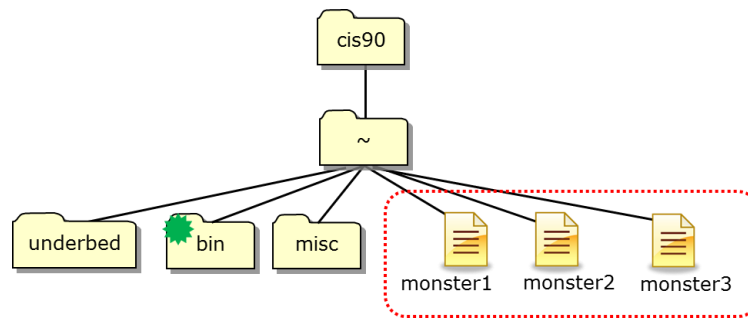 cis90
~
underbed
bin
misc
monster1
monster2
monster3